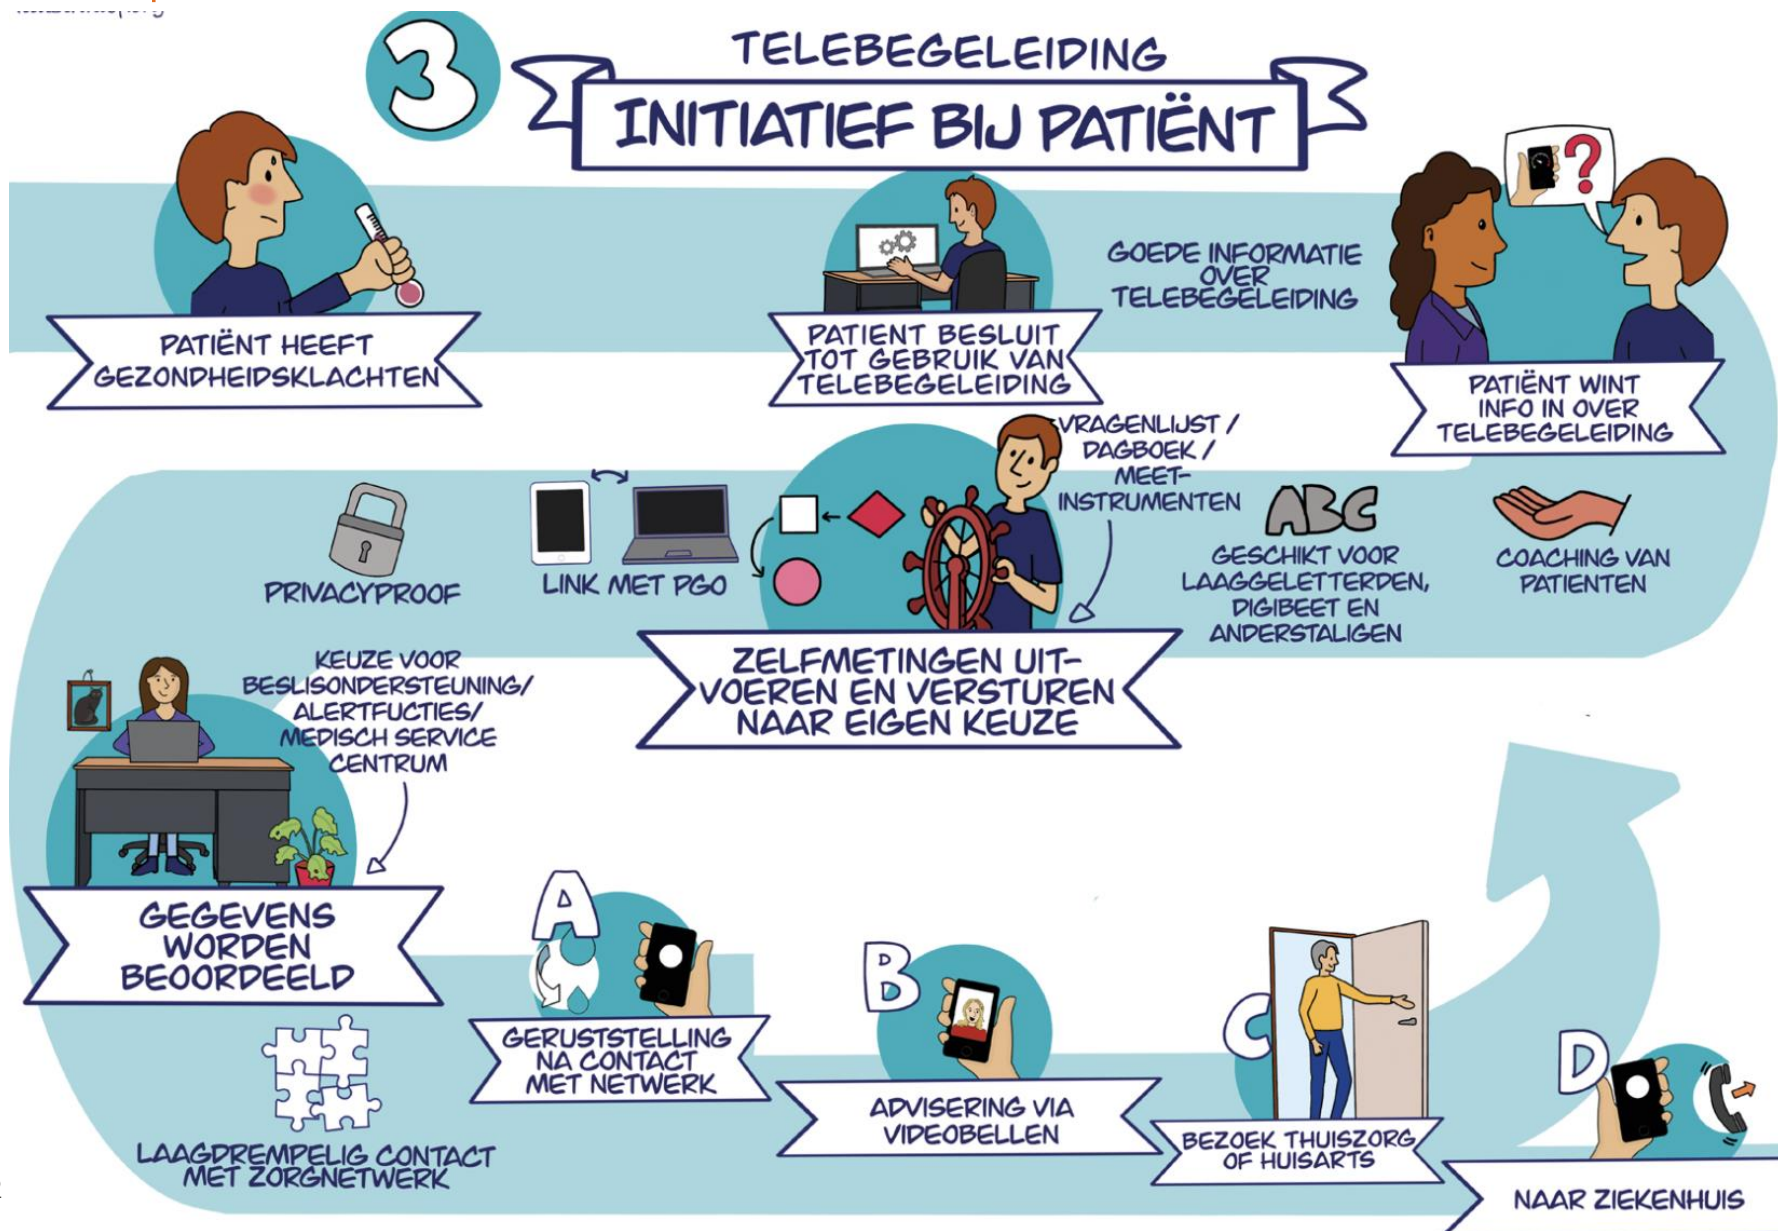 3
TELEBEGELEIDING
INITIATIEF BIJ PATIËNT
PATIËNT HEEFT
GEZONDHEIDSKLACHTEN
PATIENT BESLUIT
TOT GEBRUIK VAN
TELEBEGELEIDING
GOEDE INFORMATIE
OVER
TELEBEGELEIDING
?
PATIËNT WINT
INFO IN OVER
TELEBEGELEIDING
COACHING VAN
PATIENTEN
ABC
GESCHIKT VOOR
LAAGGELETTERDEN,
DIGIBEET EN
ANDERSTALIGEN
VRAGENLIJST /
DAGBOEK /
MEET-
INSTRUMENTEN
ZELFMETINGEN UIT-
VOEREN EN VERSTUREN
NAAR EIGEN KEUZE
LINK MET PGO
PRIVACYPROOF
KEUZE VOOR
BESLISONDERSTEUNING/
ALERTFUCTIES/
MEDISCH SERVICE
CENTRUM
GEGEVENS
WORDEN
BEOORDEELD
LAAGDREMPELIG CONTACT
MET ZORGNETWERK
A
GERUSTSTELLING
NA CONTACT
MET NETWERK
B
ADVISERING VIA
VIDEOBELLEN
C
BEZOEK THUISZORG
OF HUISARTS
D
NAAR ZIEKENHUIS